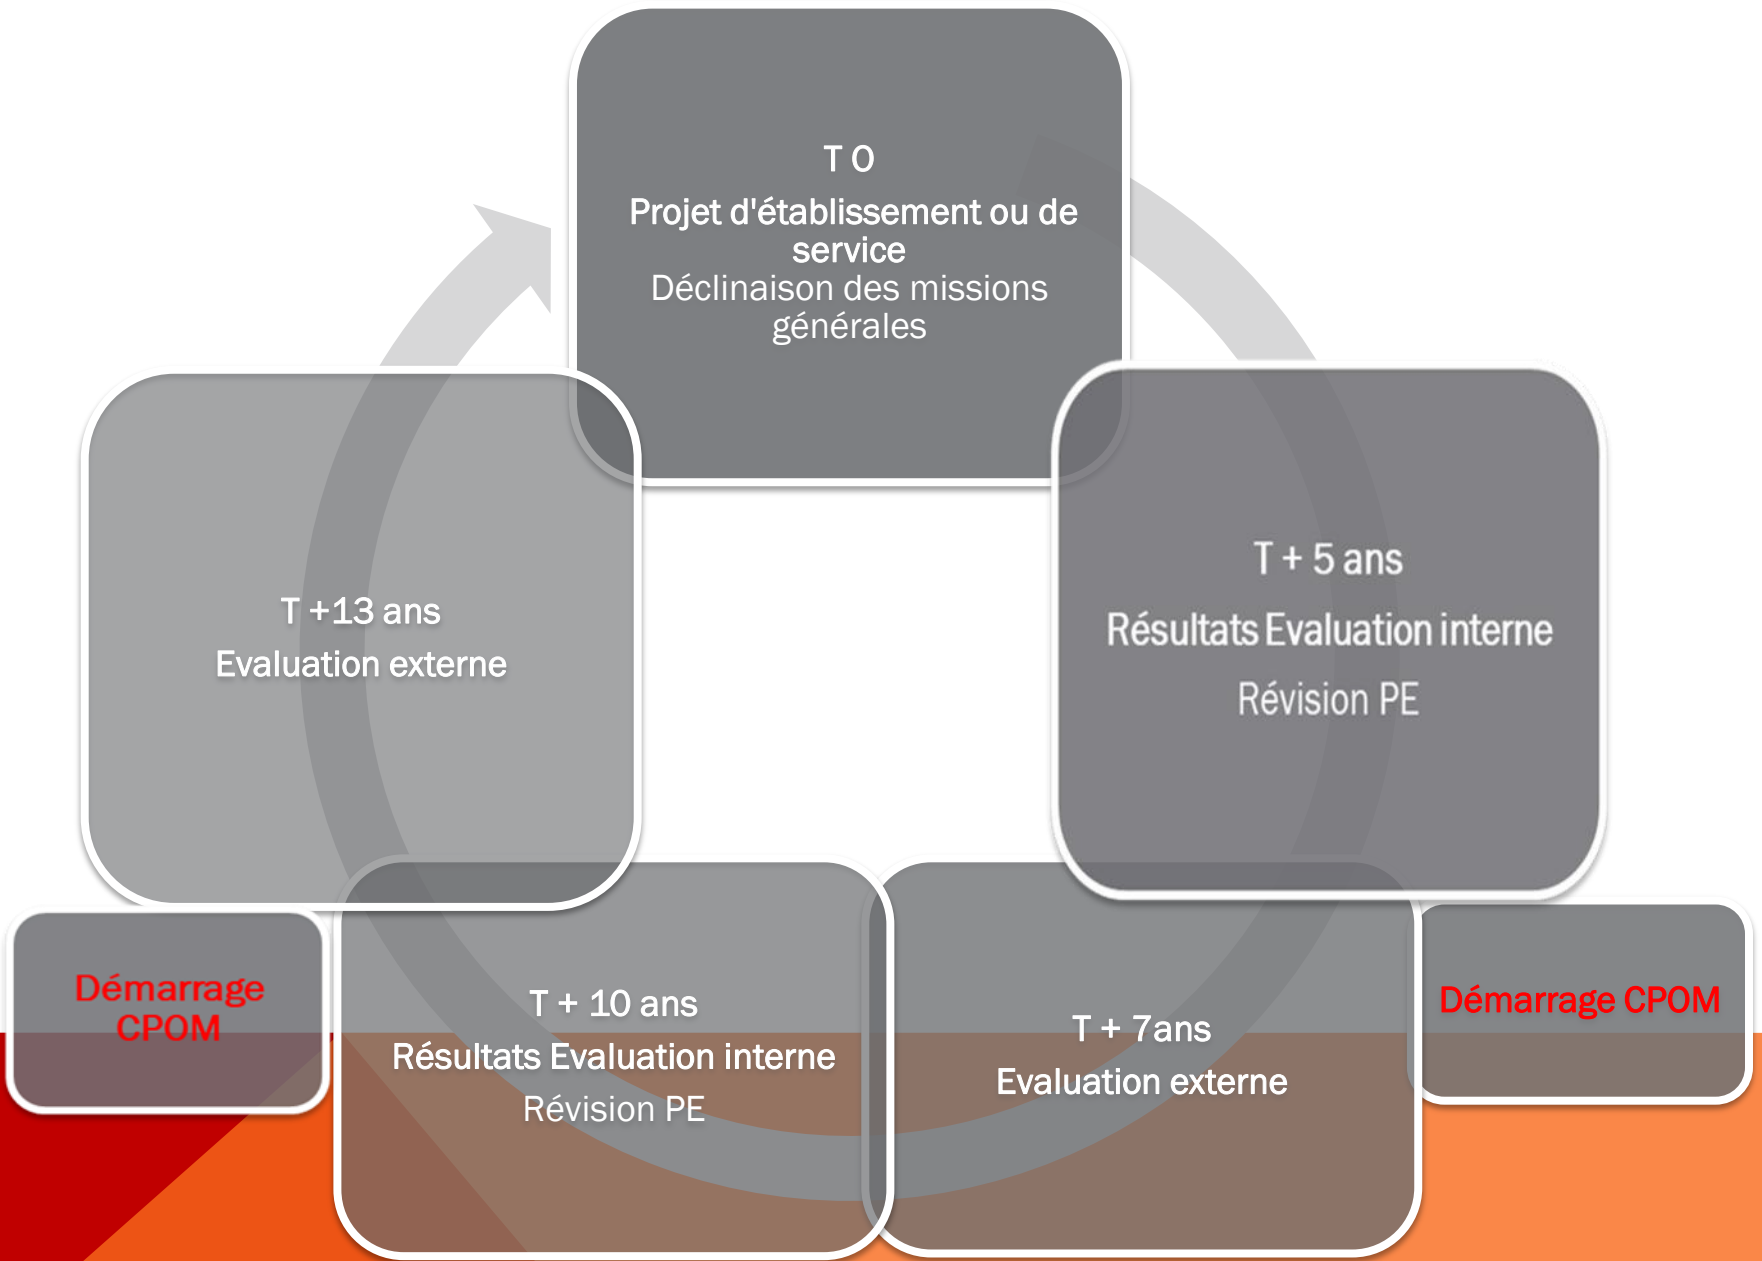 T O
Projet d'établissement ou de
service
Déclinaison des missions
générales
T + 5 ans
Résultats Evaluation interne
Révision PE
Démarrage CPOM
T + 7ans
Evaluation externe
T + 10 ans
Résultats Evaluation interne
Révision PE
Démarrage
CPOM
T +13 ans
Evaluation externe